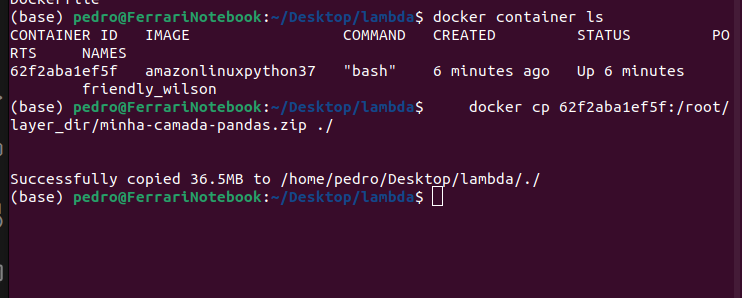 Dockerfile
(base) pedro@FerrariNotebook:~/Desktop/lambda$ docker container ls
CONTAINER ID   IMAGE                COMMAND   CREATED         STATUS         PO
RTS     NAMES
62f2aba1ef5f   amazonlinuxpython37   "bash"    6 minutes ago   Up 6 minutes
        friendly_wilson
(base) pedro@FerrariNotebook:~/Desktop/lambda$     docker cp 62f2aba1ef5f:/root/
layer_dir/minha-camada-pandas.zip ./
Successfully copied 36.5MB to /home/pedro/Desktop/lambda/./
(base) pedro@FerrariNotebook:~/Desktop/lambda$